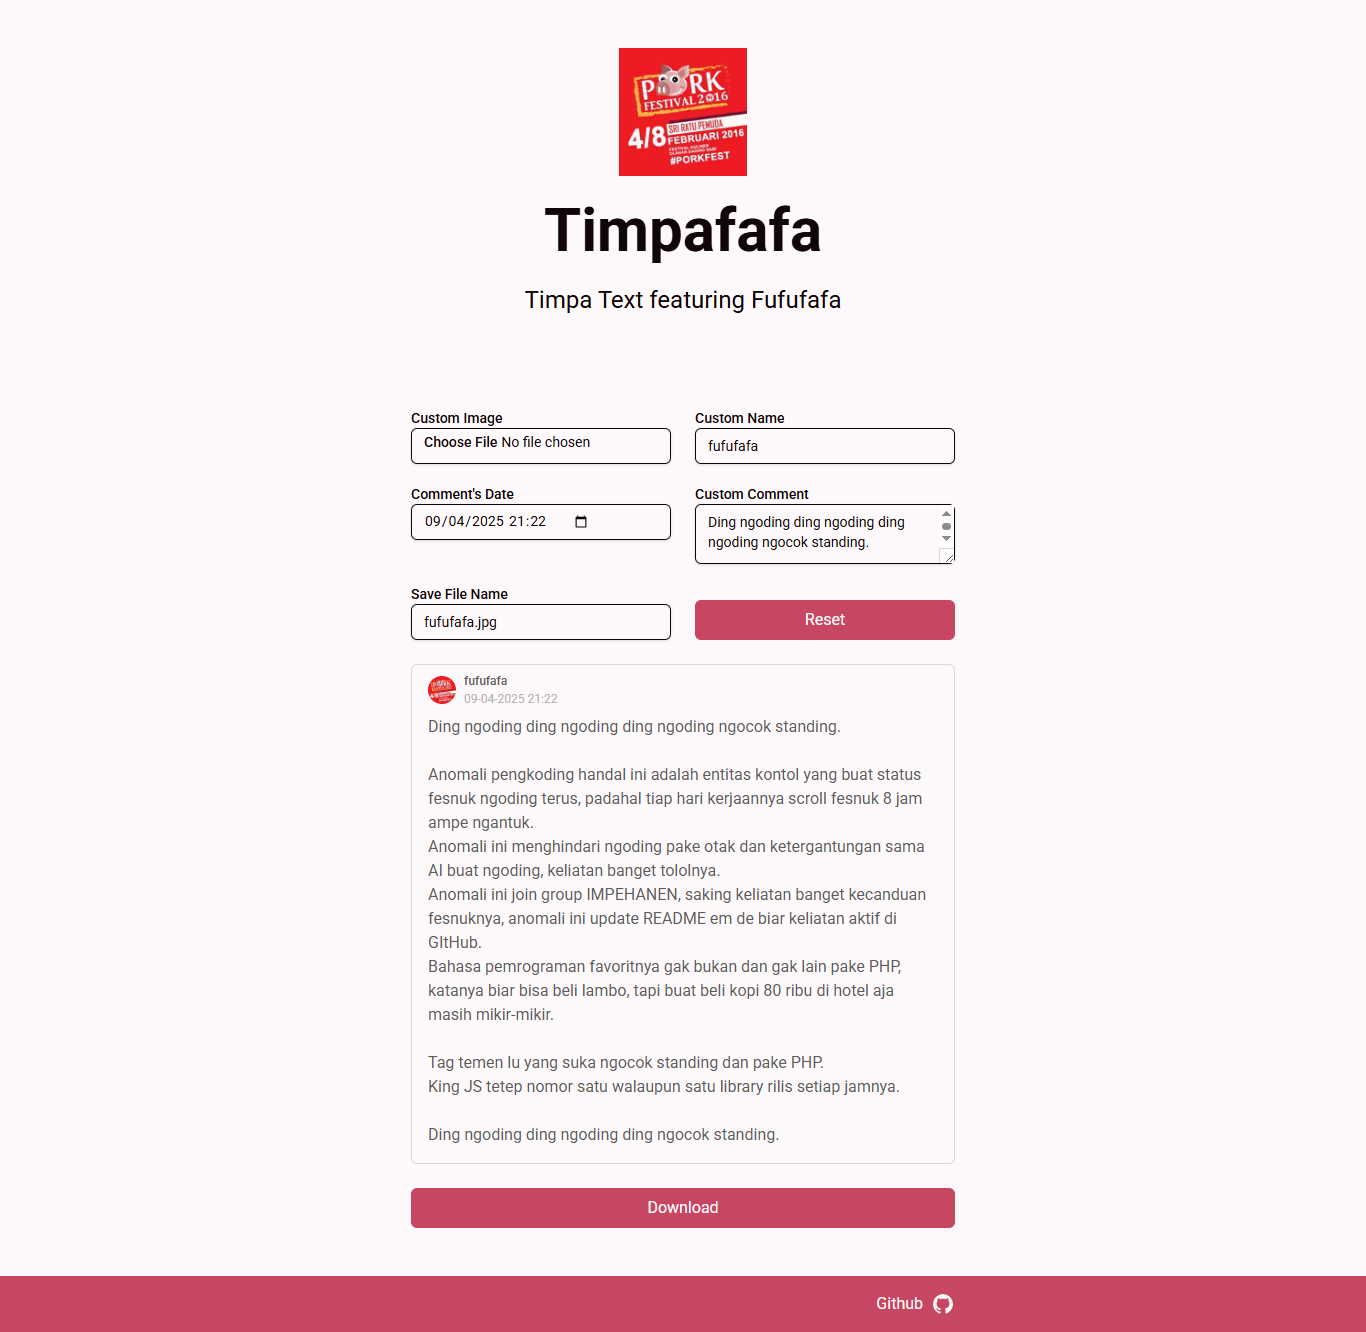 PORK
FESTIVAL 2016
SRI RATU PEMUDA
4/8 FEBRUARI 2016
#PORKFEST
Timpafafa
Timpa Text featuring Fufufafa
Custom Image
Choose File No file chosen
Custom Name
fufufafa
Comment's Date
09/04/2025 21:22
Custom Comment
Ding ngoding ding ngoding ding
ngoding ngocok standing.
Save File Name
fufufafa.jpg
Reset
fufufafa
09-04-2025 21:22
Ding ngoding ding ngoding ding ngoding ngocok standing.
Anomali pengkoding handal ini adalah entitas kontol yang buat status
fesnuk ngoding terus, padahal tiap hari kerjaannya scroll fesnuk 8 jam
ampe ngantuk.
Anomali ini menghindari ngoding pake otak dan ketergantungan sama
AI buat ngoding, keliatan banget tololnya.
Anomali ini join group IMPEHANEN, saking keliatan banget kecanduan
fesnuknya, anomali ini update README em de biar keliatan aktif di
GItHub.
Bahasa pemrograman favoritnya gak bukan dan gak lain pake PHP,
katanya biar bisa beli lambo, tapi buat beli kopi 80 ribu di hotel aja
masih mikir-mikir.
Tag temen lu yang suka ngocok standing dan pake PHP.
King JS tetep nomor satu walaupun satu library rilis setiap jamnya.
Ding ngoding ding ngoding ding ngocok standing.
Download
Github